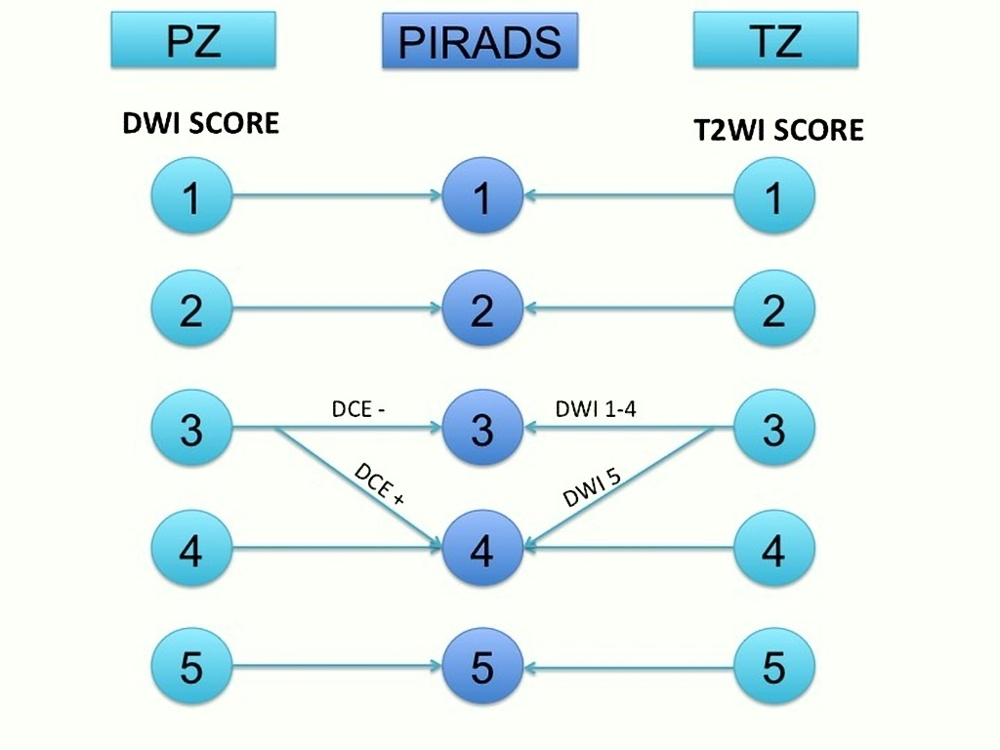 PZ PIRADS TZ
DWI SCORE T2WI SCORE
1 1 1
2 2 2
DCE - DWI 1-4
3 3 3
DCE + DWI 5
4 4 4
5 5 5